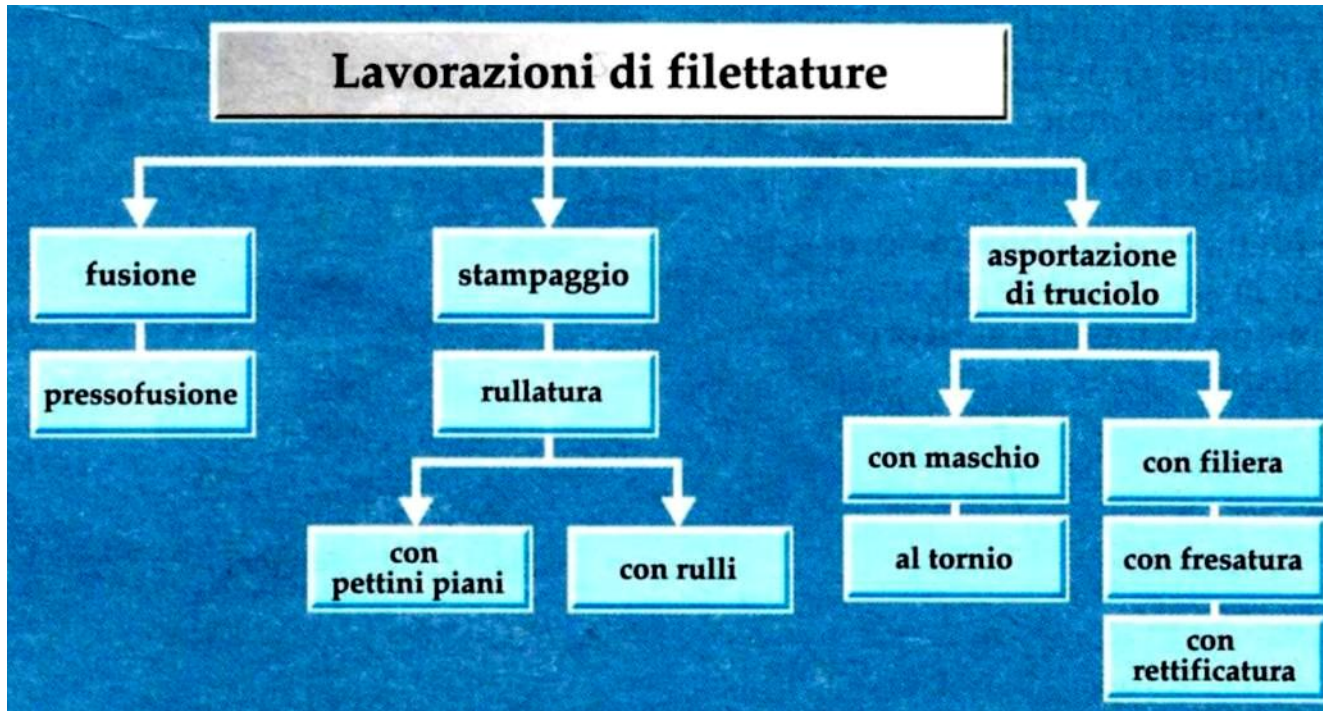 Lavorazioni di filettature
fusione
pressofusione
stampaggio
rullatura
con
pettini piani
con rulli
asportazione
di truciolo
con maschio
al tornio
con filiera
con fresatura
con
rettificatura